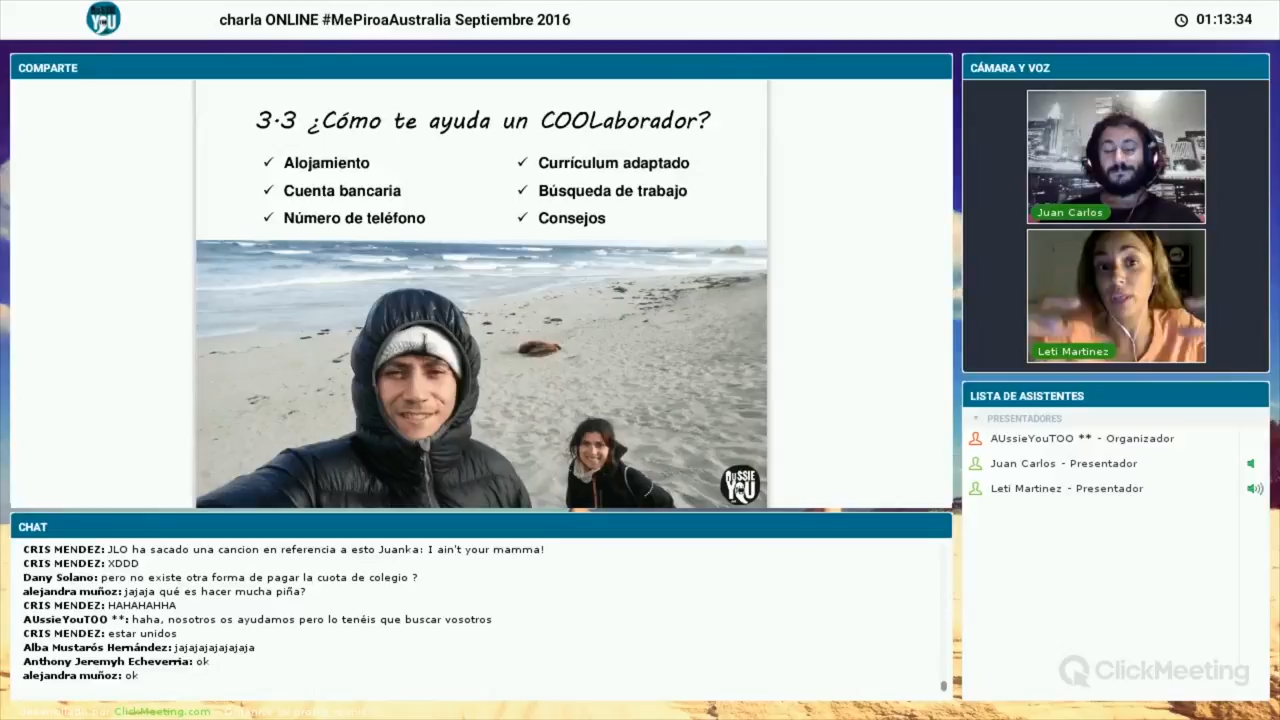 AUSSIE YOU
charla ONLINE #MePiroaAustralia Septiembre 2016
01:13:34
COMPARTE
3.3 ¿Cómo te ayuda un COOLaborador?
✓ Alojamiento
✓ Cuenta bancaria
✓ Número de teléfono
✓ Currículum adaptado
✓ Búsqueda de trabajo
✓ Consejos
AUSSIE YOU
CÁMARA Y VOZ
Juan Carlos
Leti Martinez
LISTA DE ASISTENTES
PRESENTADORES
AUssieYouTOO ** - Organizador
Juan Carlos - Presentador
Leti Martinez - Presentador
CHAT
CRIS MENDEZ: JLO ha sacado una cancion en referencia a esto Juanka: I ain't your mamma!
CRIS MENDEZ: XDDD
Dany Solano: pero no existe otra forma de pagar la cuota de colegio ?
alejandra muñoz: jajaja qué es hacer mucha piña?
CRIS MENDEZ: HAHAHAHHA
AUssieYouTOO **: haha, nosotros os ayudamos pero lo tenéis que buscar vosotros
CRIS MENDEZ: estar unidos
Alba Mustarós Hernández: jajajajajajajaja
Anthony Jeremyh Echeverria: ok
alejandra muñoz: ok
ClickMeeting
ClickMeeting.com